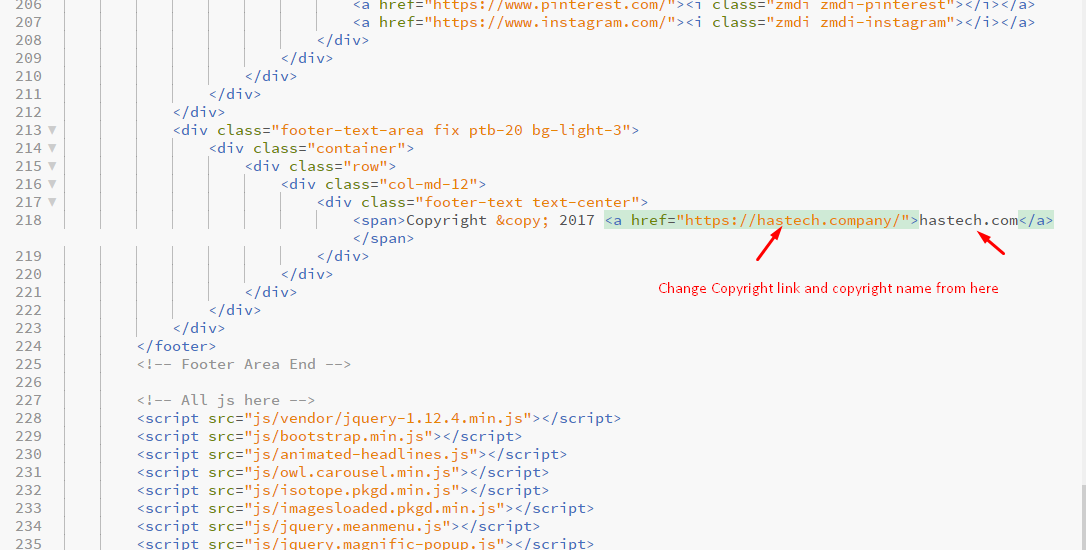 206 <a href="https://www.pinterest.com/"><i class="zmdi zmdi-pinterest"></i></a>
207 <a href="https://www.instagram.com/"><i class="zmdi zmdi-instagram"></i></a>
208 </div>
209 </div>
210 </div>
211 </div>
212 </div>
213 <div class="footer-text-area fix ptb-20 bg-light-3">
214 <div class="container">
215 <div class="row">
216 <div class="col-md-12">
217 <div class="footer-text text-center">
218 <span>Copyright &copy; 2017 <a href="https://hastech.company/">hastech.com</a>
</span>
219 </div>
220 </div>
221 </div>
222 </div>
223 </div>
224 </footer>
225 <!-- Footer Area End -->
226
227 <!-- All js here -->
228 <script src="js/vendor/jquery-1.12.4.min.js"></script>
229 <script src="js/bootstrap.min.js"></script>
230 <script src="js/animated-headlines.js"></script>
231 <script src="js/owl.carousel.min.js"></script>
232 <script src="js/isotope.pkgd.min.js"></script>
233 <script src="js/imagesloaded.pkgd.min.js"></script>
234 <script src="js/jquery.meanmenu.js"></script>
235 <script src="js/jquery.magnific-popup.js"></script>
Change Copyright link and copyright name from here